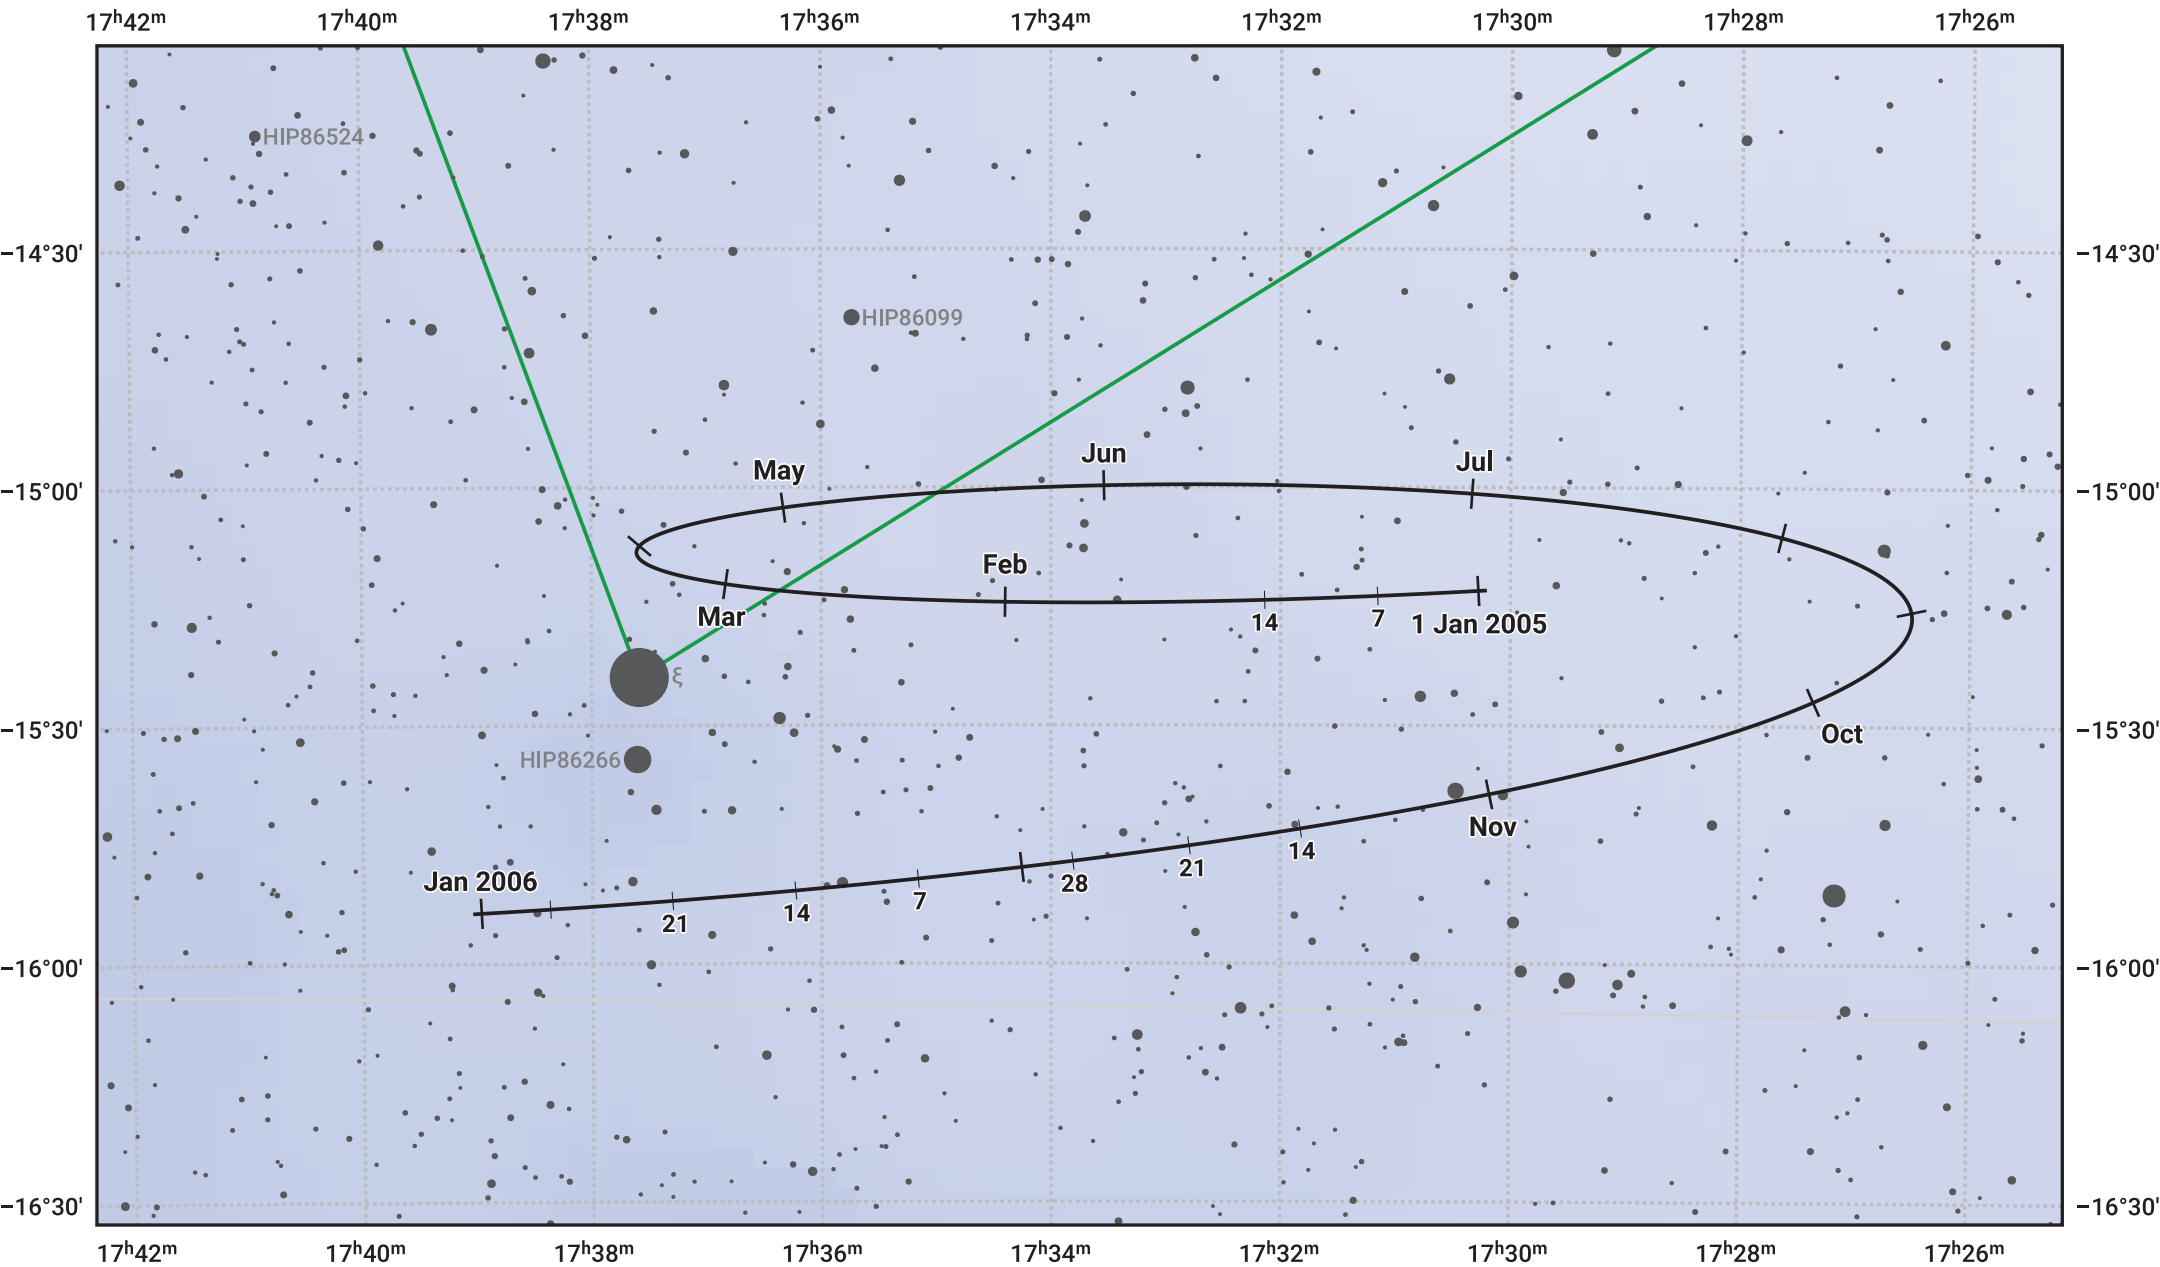 17ʰ42ᵐ 17ʰ40ᵐ 17ʰ38ᵐ 17ʰ36ᵐ 17ʰ34ᵐ 17ʰ32ᵐ 17ʰ30ᵐ 17ʰ28ᵐ 17ʰ26ᵐ
HIP86524
−14°30' −14°30'
HIP86099
May Jun Jul
−15°00' −15°00'
Feb
Mar 14 7 1 Jan 2005
ξ
−15°30' Oct −15°30'
HIP86266
Nov
14
21
Jan 2006 28
7
14
21
−16°00' −16°00'
−16°30' −16°30'
17ʰ42ᵐ 17ʰ40ᵐ 17ʰ38ᵐ 17ʰ36ᵐ 17ʰ34ᵐ 17ʰ32ᵐ 17ʰ30ᵐ 17ʰ28ᵐ 17ʰ26ᵐ